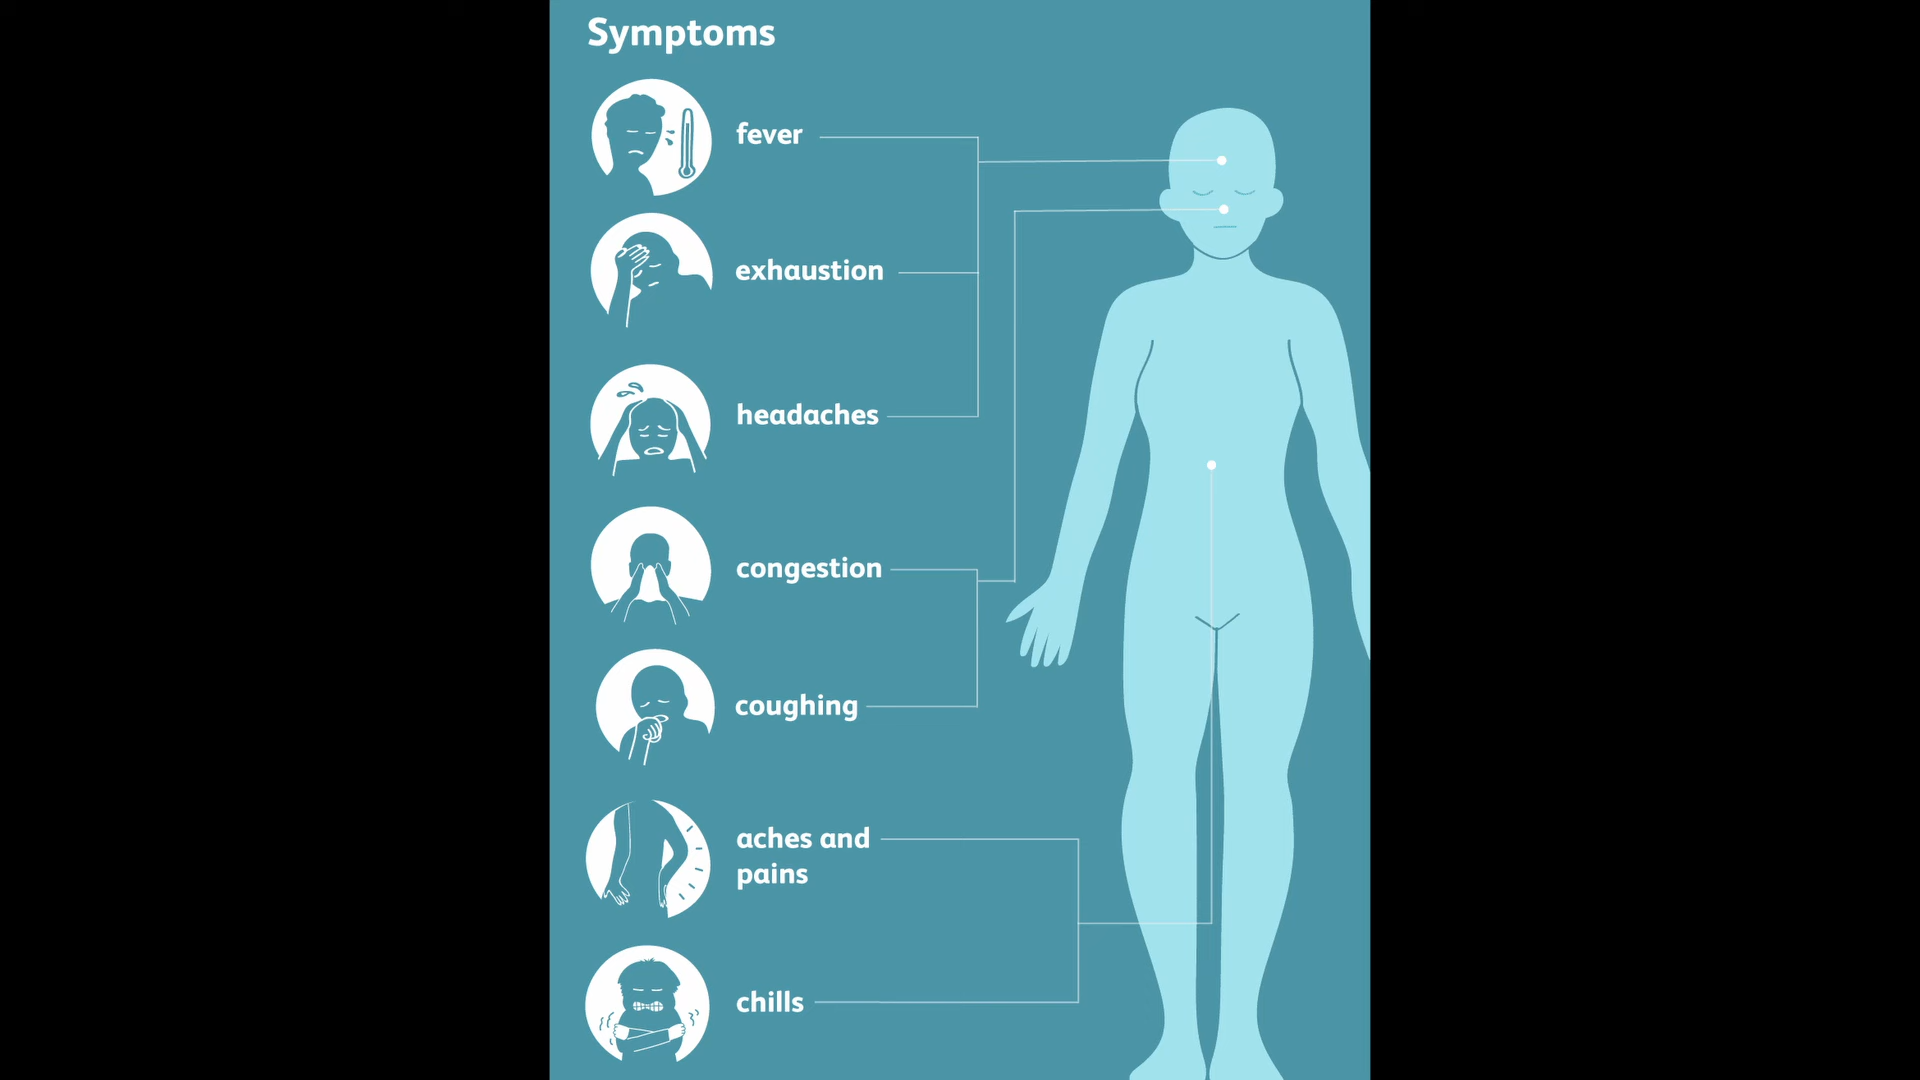 Symptoms
fever
exhaustion
headaches
congestion
coughing
aches and
pains
chills